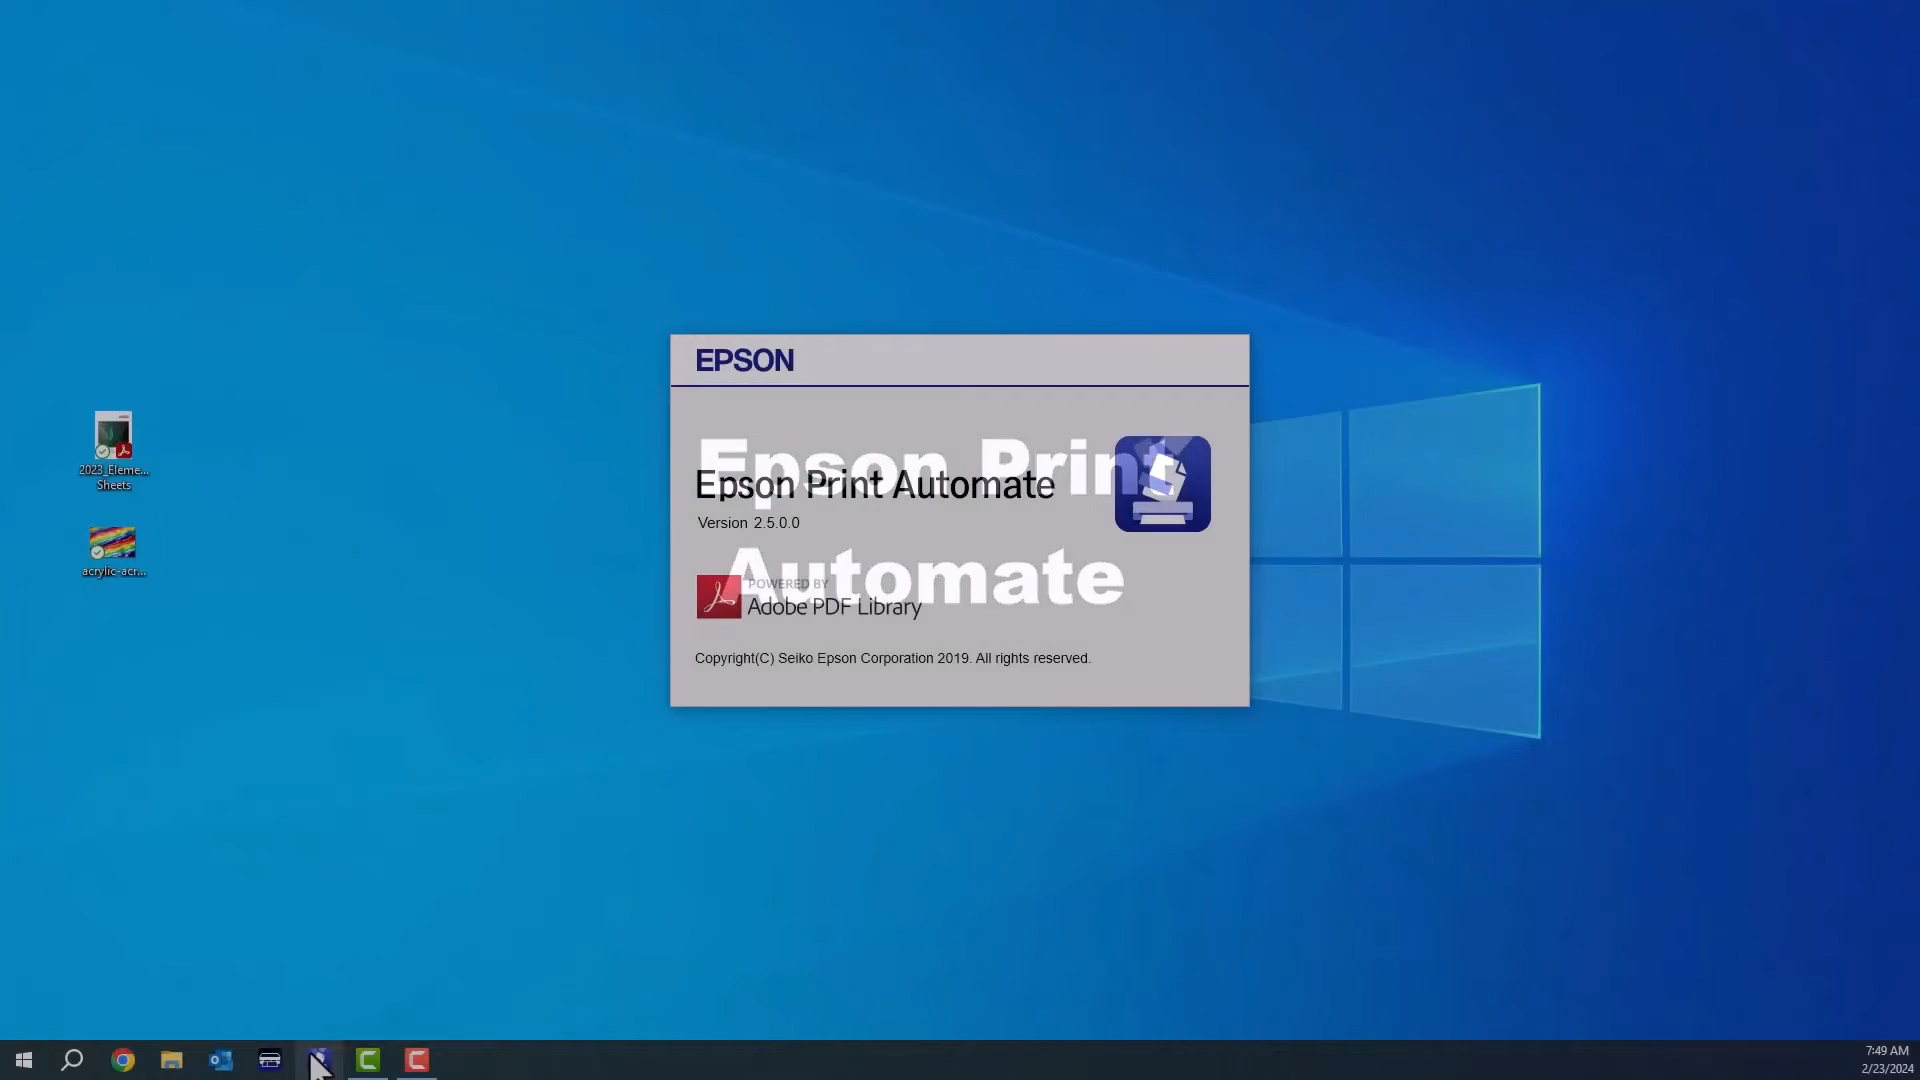 EPSON
Epson Print
Epson Print Automate
Version 2.5.0.0
Automate
POWERED BY
Adobe PDF Library
Copyright(C) Seiko Epson Corporation 2019. All rights reserved.
2023_Eleme...
Sheets
acrylic-acr...
7:49 AM
2/23/2024